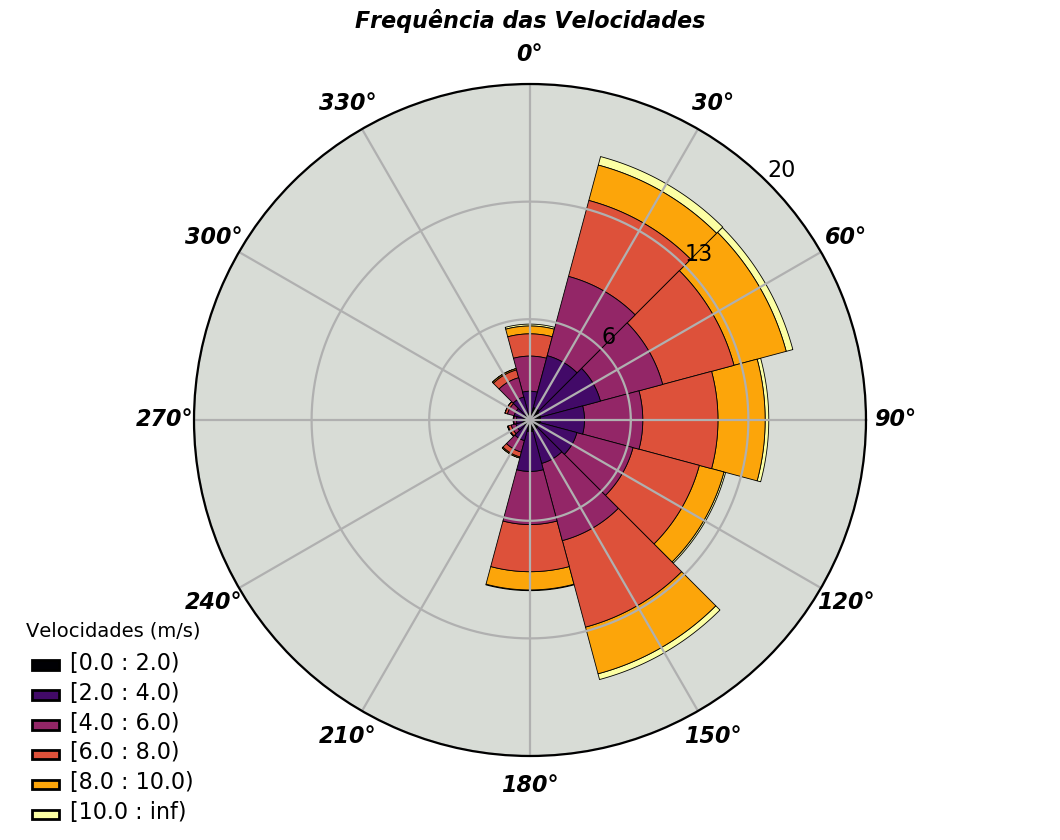 Frequência das Velocidades
0°
330°
30°
20
300°
60°
13
6
270°
90°
240°
120°
210°
150°
180°
Velocidades (m/s)
[0.0 : 2.0)
[2.0 : 4.0)
[4.0 : 6.0)
[6.0 : 8.0)
[8.0 : 10.0)
[10.0 : inf)